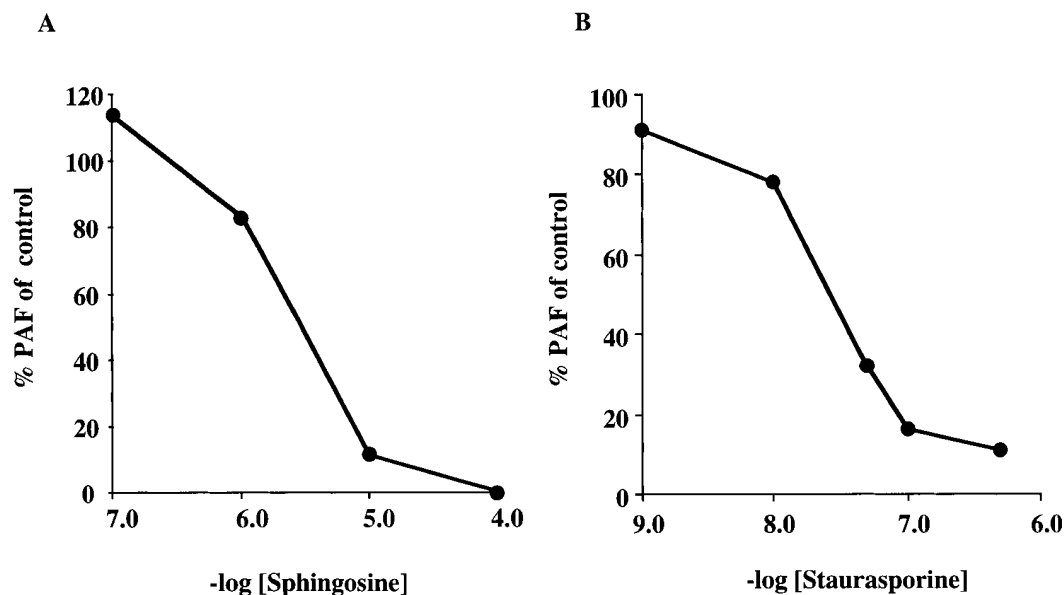 A
120
100
80
60
40
20
0
% PAF of control
7.0 6.0 5.0 4.0
-log [Sphingosine]
B
100
80
60
40
20
0
% PAF of control
9.0 8.0 7.0 6.0
-log [Staurasporine]